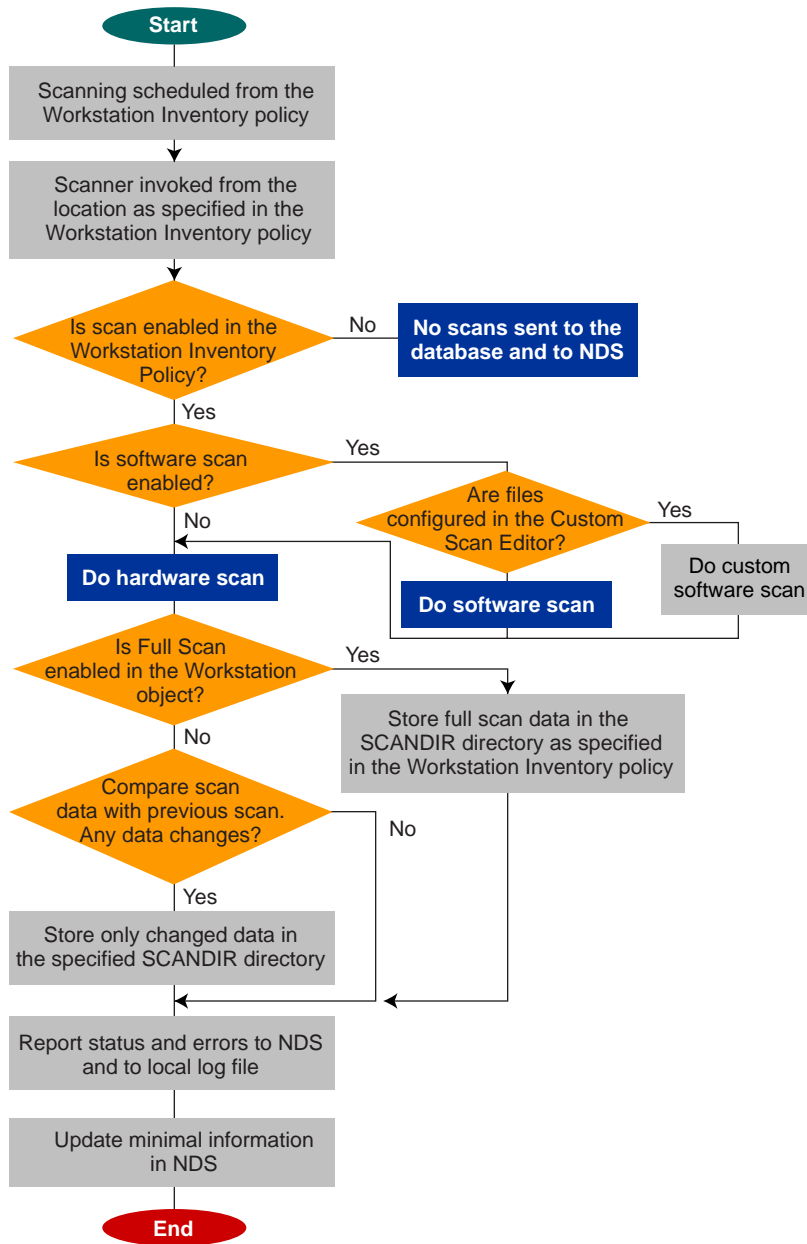 Start
Scanning scheduled from the
Workstation Inventory policy
Scanner invoked from the
location as specified in the
Workstation Inventory policy
Is scan enabled in the
Workstation Inventory
Policy?
No
No scans sent to the
database and to NDS
Yes
Is software scan
enabled?
Yes
Are files
configured in the Custom
Scan Editor?
Yes
No
Do custom
software scan
Do hardware scan
Do software scan
Is Full Scan
enabled in the Workstation
object?
Yes
Store full scan data in the
SCANDIR directory as specified
in the Workstation Inventory policy
No
Compare scan
data with previous scan.
Any data changes?
No
Yes
Store only changed data in
the specified SCANDIR directory
Report status and errors to NDS
and to local log file
Update minimal information
in NDS
End